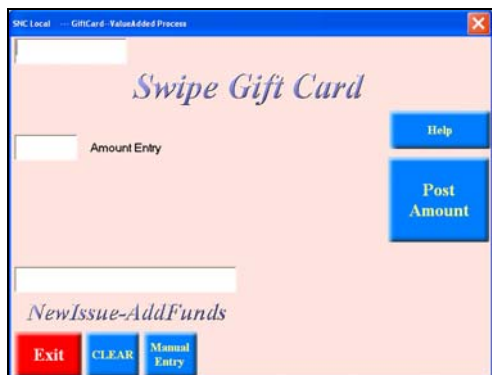 SNC Local --- GiftCard--ValueAdded Process
Swipe Gift Card
Help
Amount Entry
Post
Amount
NewIssue-AddFunds
Exit
CLEAR
Manual
Entry